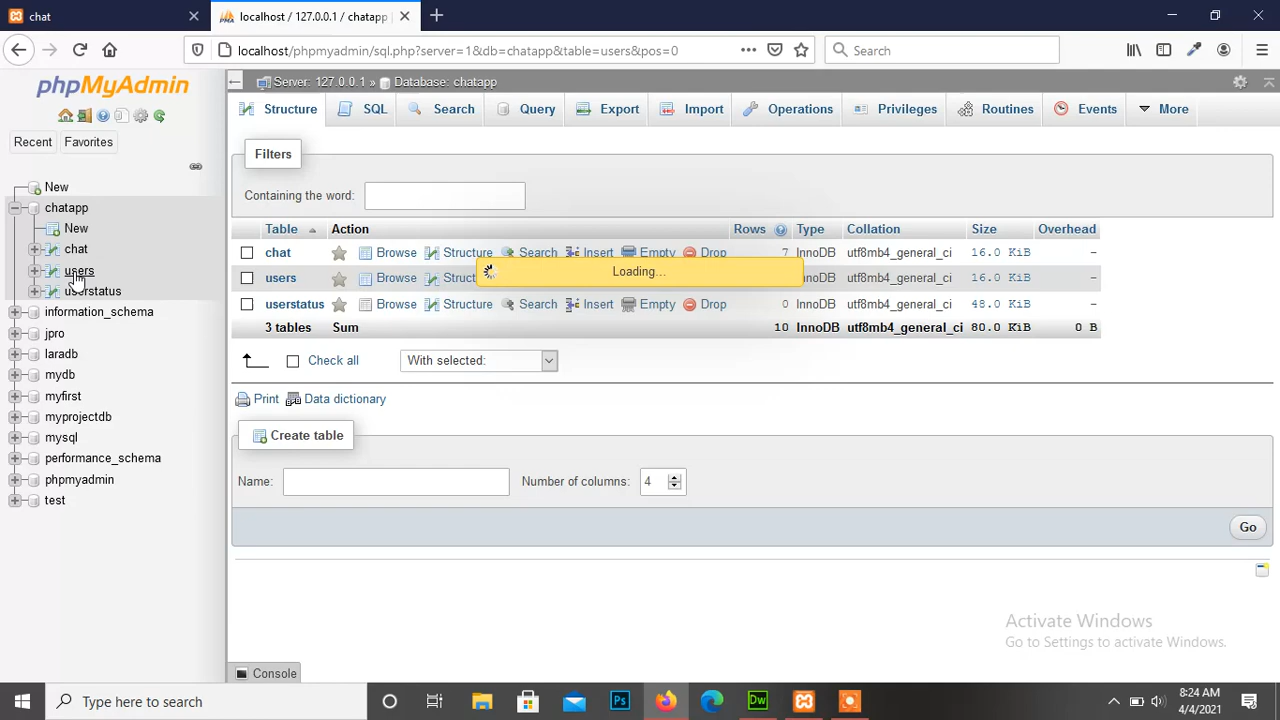 chat
localhost / 127.0.0.1 / chatapp
localhost/phpmyadmin/sql.php?server=1&db=chatapp&table=users&pos=0
Search
phpMyAdmin
Recent
Favorites
New
chatapp
New
chat
users
userstatus
information_schema
jpro
laradb
mydb
myfirst
myprojectdb
mysql
performance_schema
phpmyadmin
test
Server: 127.0.0.1 » Database: chatapp
Structure SQL Search Query Export Import Operations Privileges Routines Events More
Filters
Containing the word:
Table Action Rows Type Collation Size Overhead
chat Browse Structure Search Insert Empty Drop 7 InnoDB utf8mb4_general_ci 16.0 KiB –
users Browse InnoDB utf8mb4_general_ci 16.0 KiB –
Loading...
userstatus Browse Structure Search Insert Empty Drop 0 InnoDB utf8mb4_general_ci 48.0 KiB –
3 tables Sum 10 InnoDB utf8mb4_general_ci 80.0 KiB 0 B
Check all With selected:
Print Data dictionary
Create table
Name: Number of columns: 4
Go
Activate Windows
Go to Settings to activate Windows.
Console
Type here to search
Ps
Dw
8:24 AM
4/4/2021